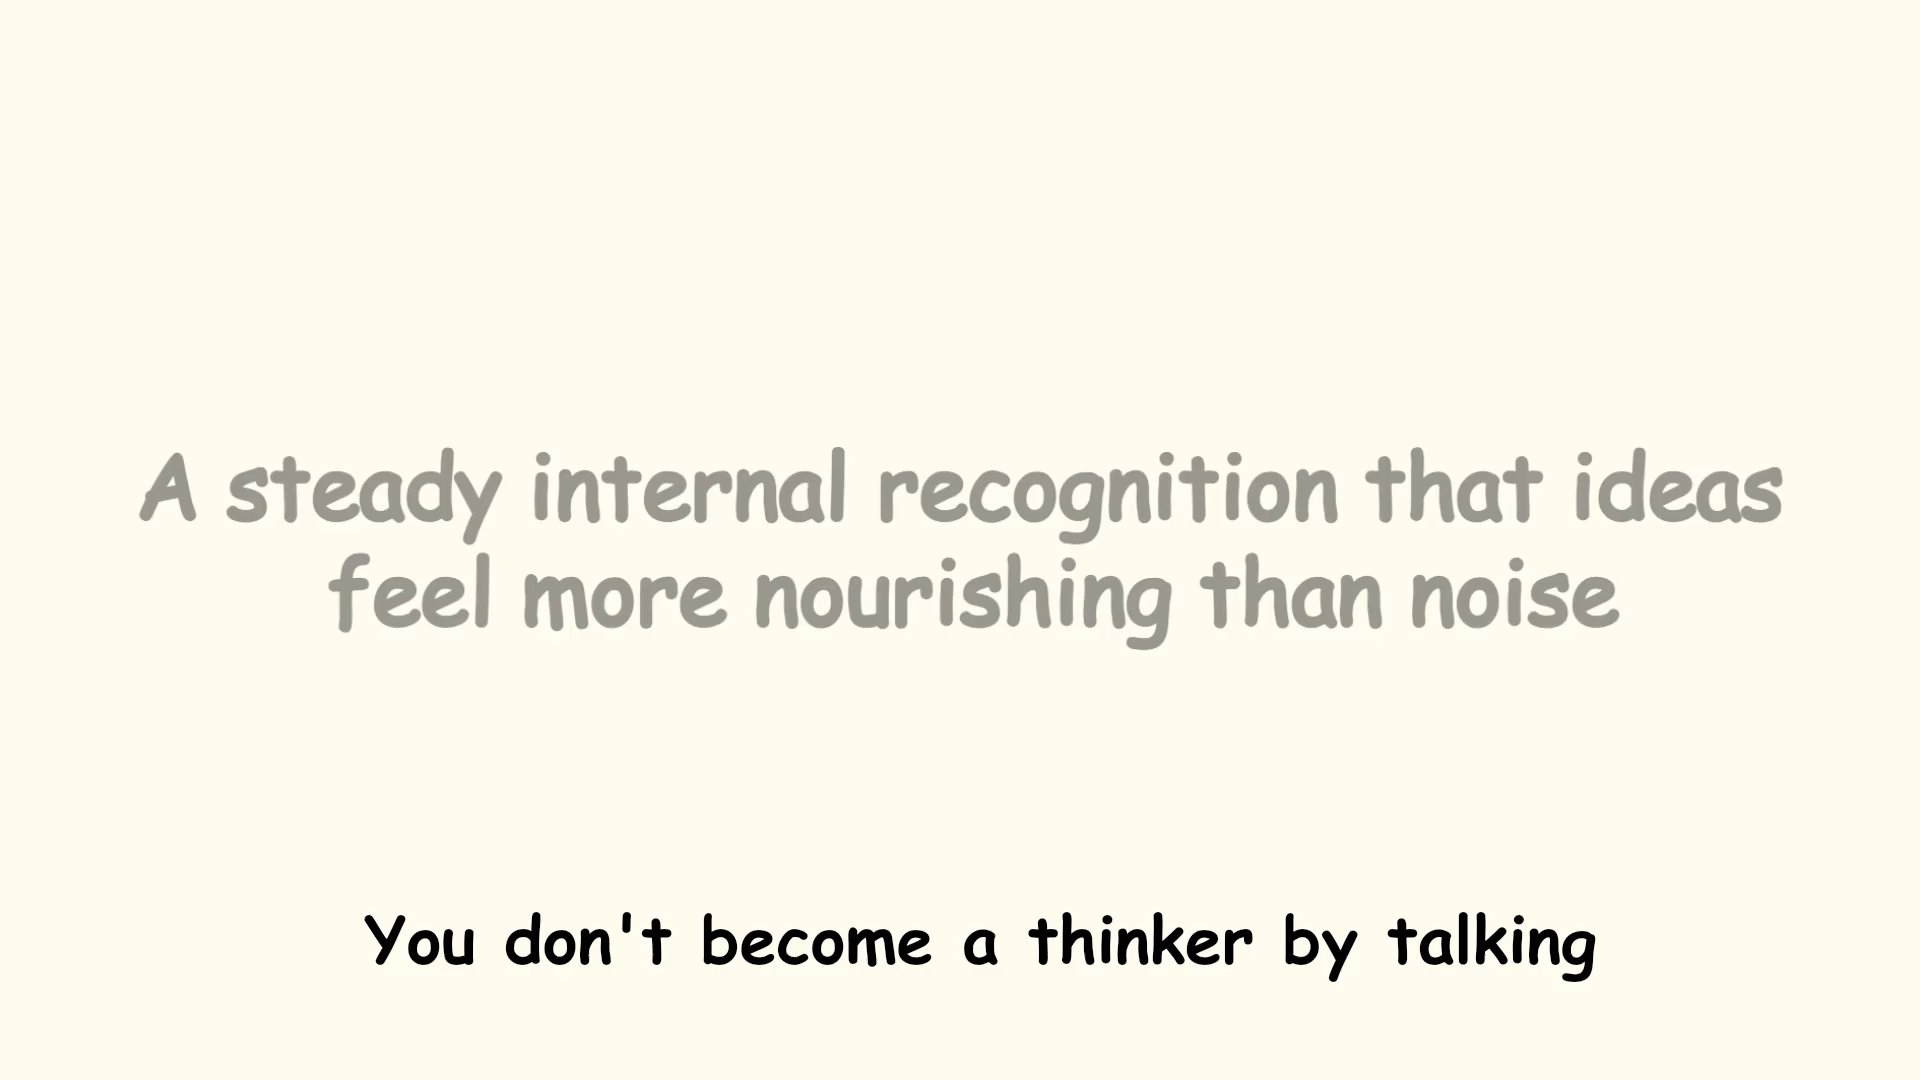 A steady internal recognition that ideas
feel more nourishing than noise
You don't become a thinker by talking